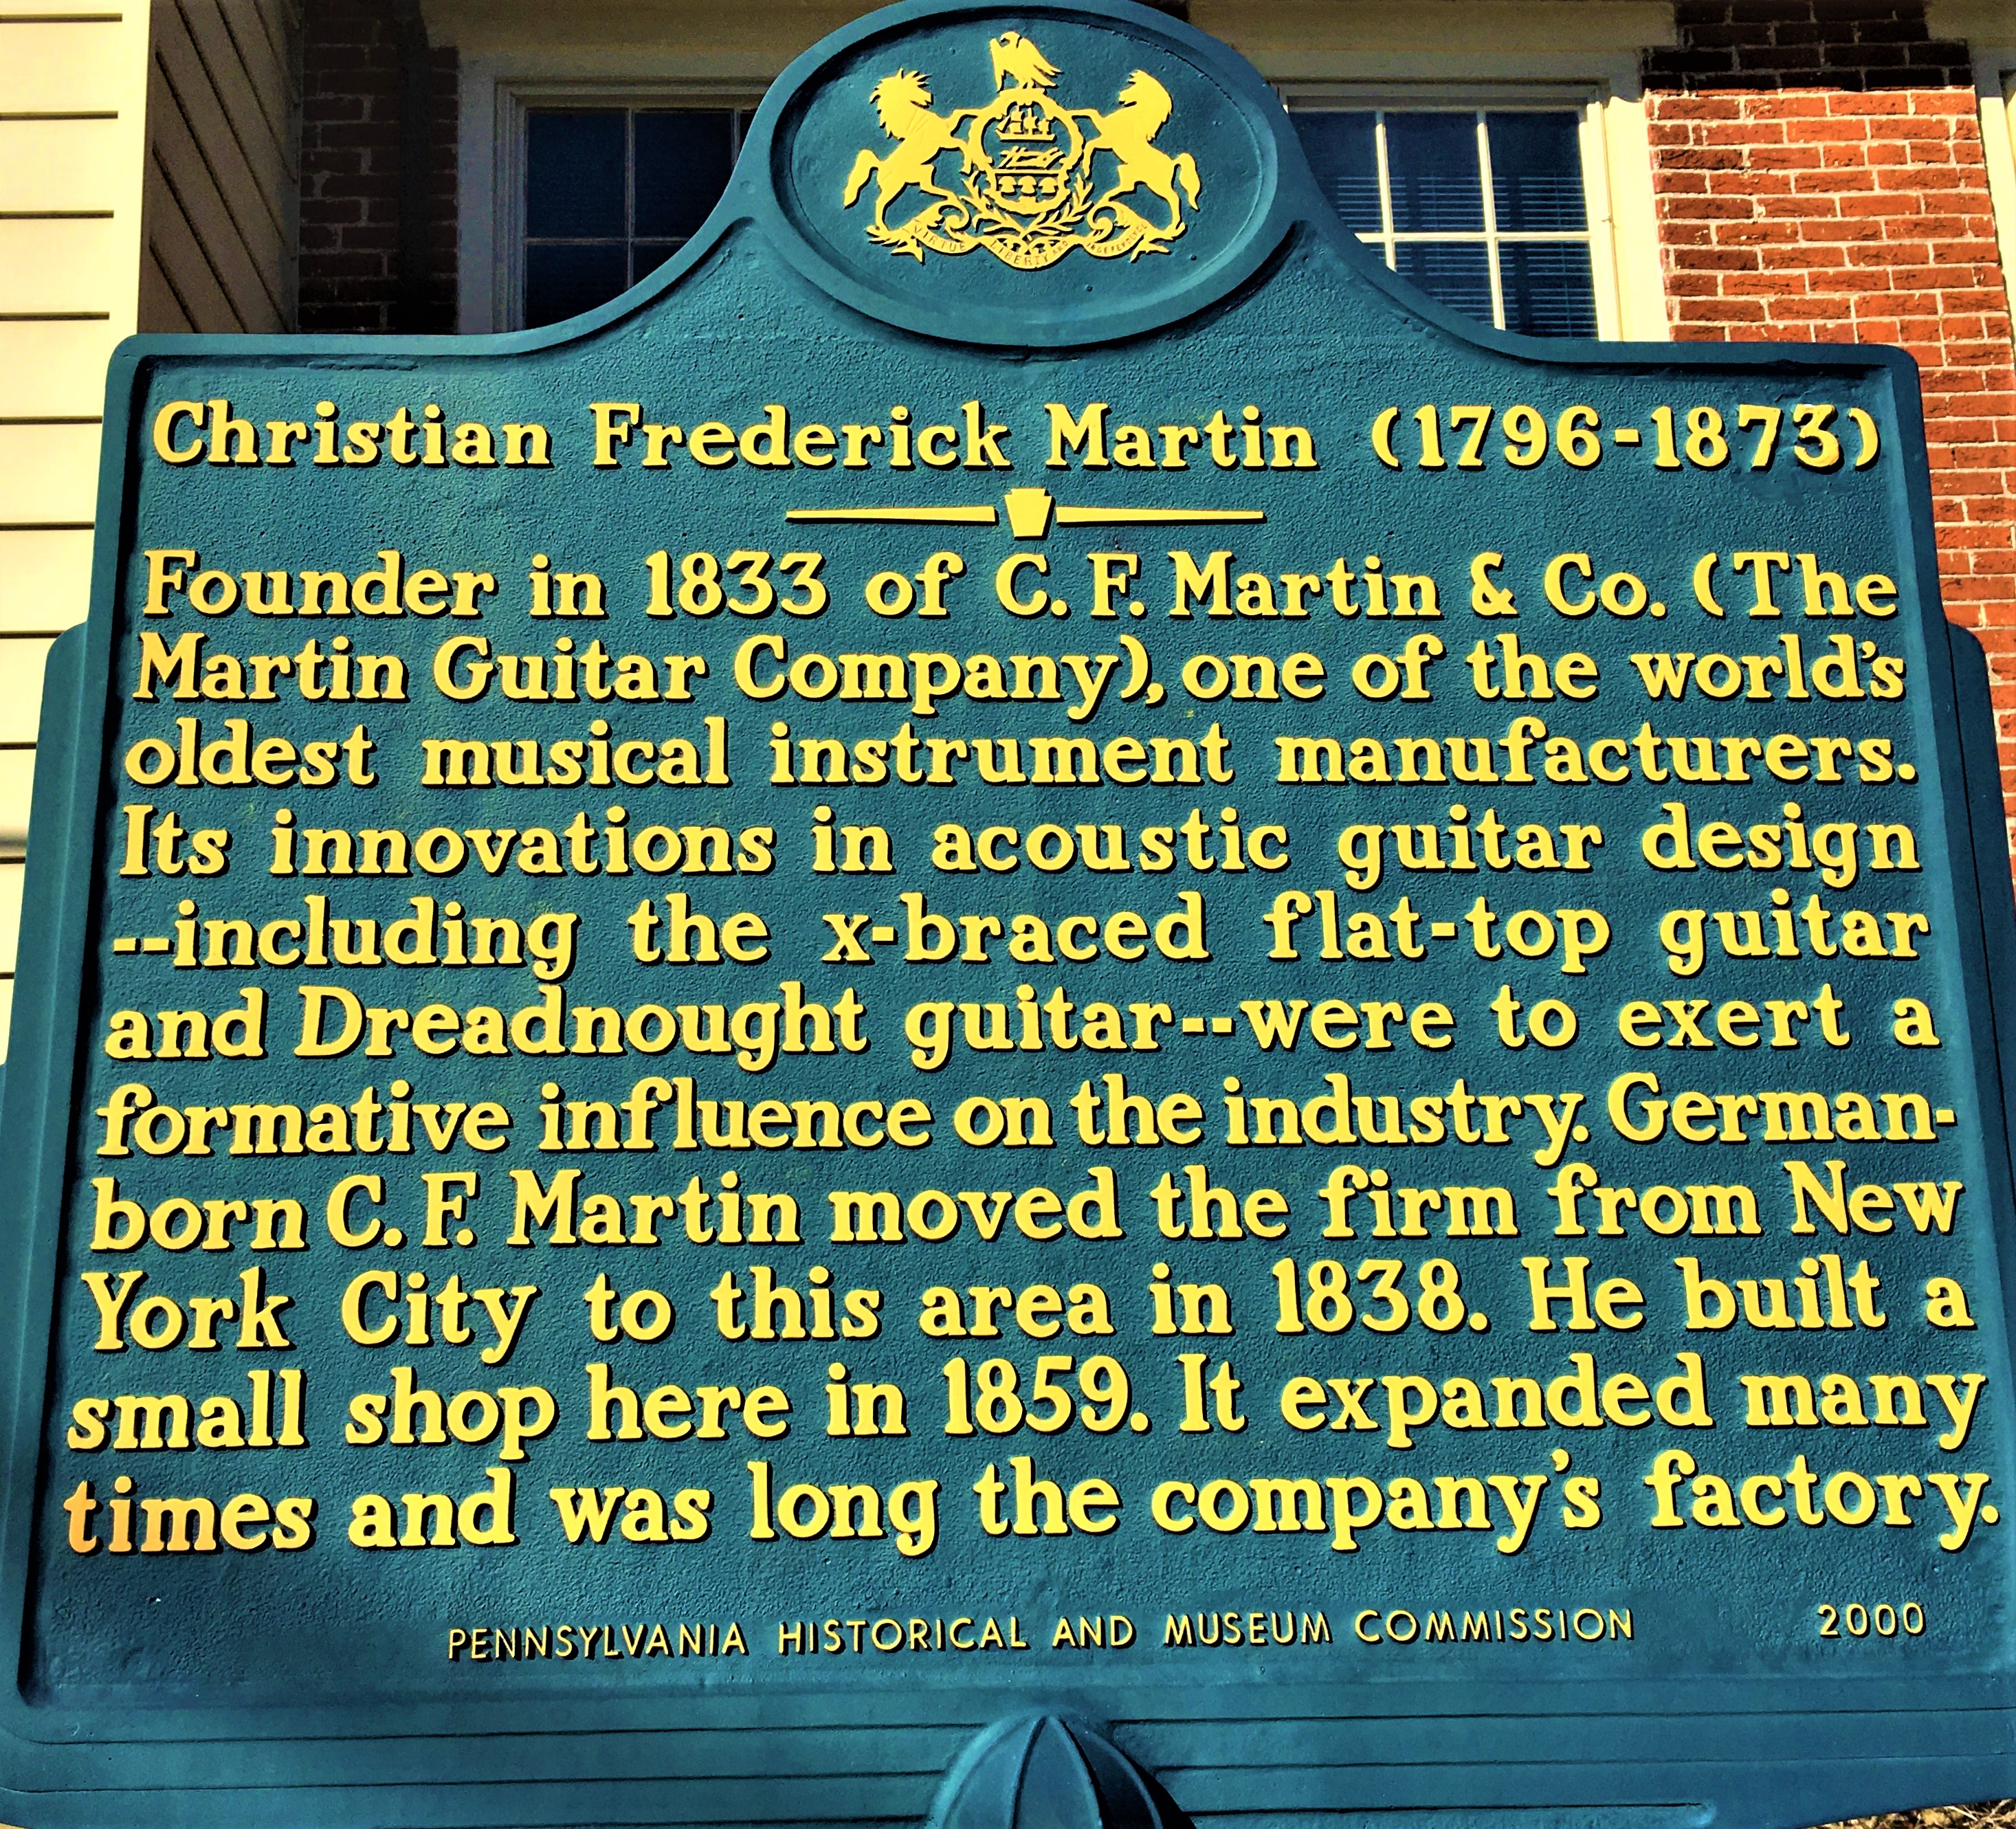 VIRTUE LIBERTY AND INDEPENDENCE
Christian Frederick Martin (1796-1873)
Founder in 1833 of C. F. Martin & Co. (The
Martin Guitar Company), one of the world's
oldest musical instrument manufacturers.
Its innovations in acoustic guitar design
--including the x-braced flat-top guitar
and Dreadnought guitar--were to exert a
formative influence on the industry. German-
born C. F. Martin moved the firm from New
York City to this area in 1838. He built a
small shop here in 1859. It expanded many
times and was long the company's factory.
PENNSYLVANIA HISTORICAL AND MUSEUM COMMISSION 2000